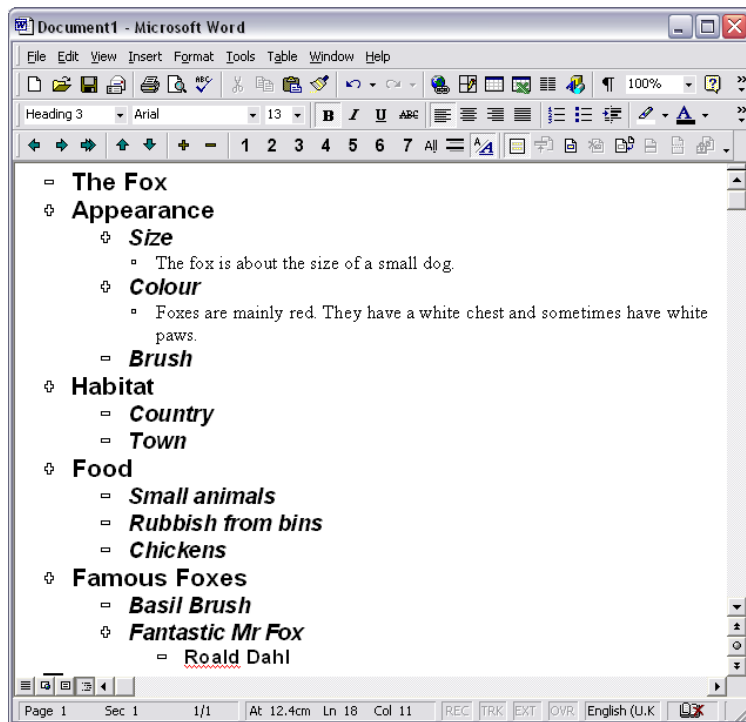 Document1 - Microsoft Word
File Edit View Insert Format Tools Table Window Help
ABC ¶ 100%
Heading 3 Arial 13 B I U ABC A
1 2 3 4 5 6 7 All A/A
The Fox
Appearance
Size
The fox is about the size of a small dog.
Colour
Foxes are mainly red. They have a white chest and sometimes have white
paws.
Brush
Habitat
Country
Town
Food
Small animals
Rubbish from bins
Chickens
Famous Foxes
Basil Brush
Fantastic Mr Fox
Roald Dahl
Page 1 Sec 1 1/1 At 12.4cm Ln 18 Col 11 REC TRK EXT OVR English (U.K